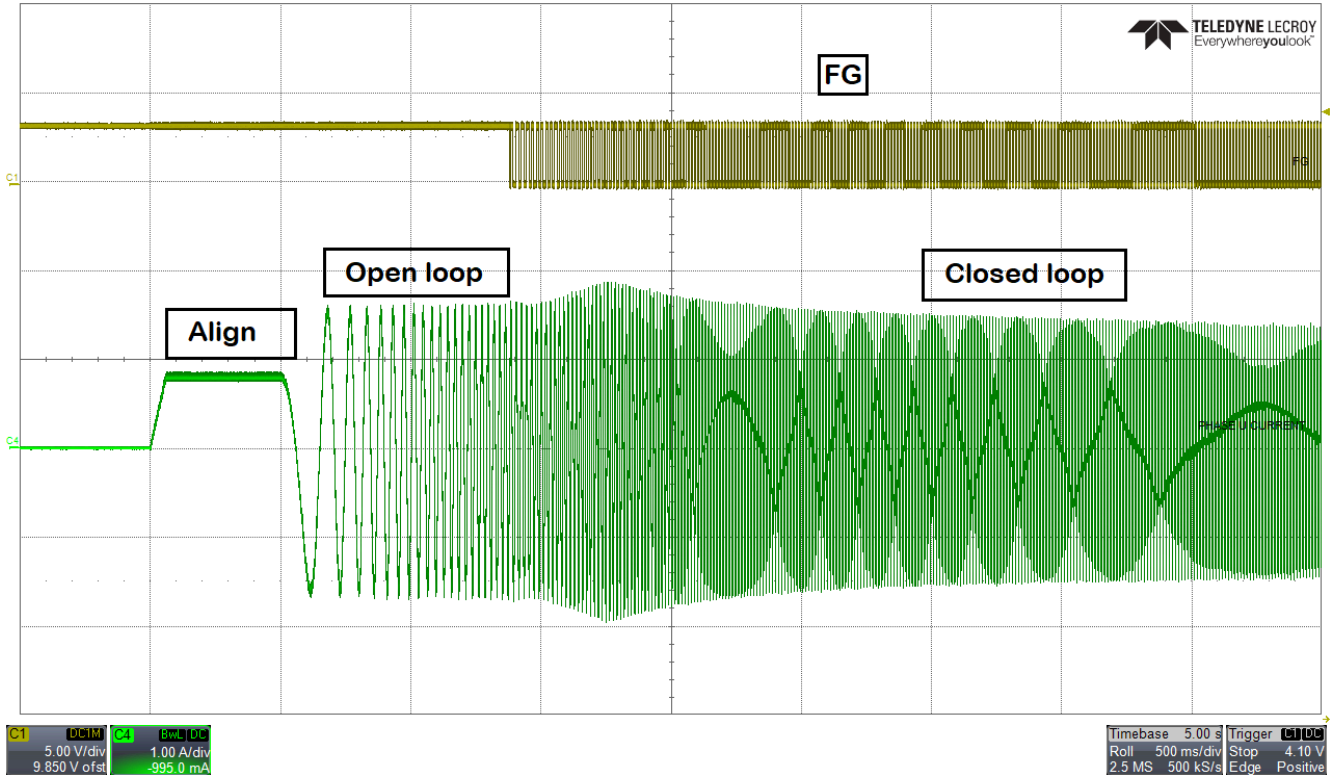 TELEDYNE LECROY
Everywhereyoulook™
FG
C1
FG
Open loop
Closed loop
Align
C4
PHASE U CURRENT
C1 DC1M
5.00 V/div
9.850 V ofst
C4 BwL DC
1.00 A/div
-995.0 mA
Timebase 5.00 s
Roll 500 ms/div
2.5 MS 500 kS/s
Trigger C1 DC
Stop 4.10 V
Edge Positive